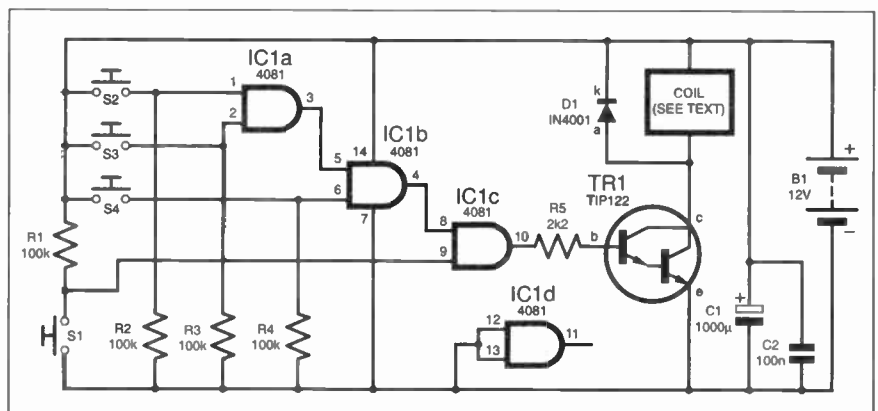 IC1a
4081
1
2
3
S2
S3
S4
IC1b
4081
14
5
6
4
7
IC1c
4081
8
9
10
R5
2k2
TR1
TIP122
b
c
e
D1
IN4001
k
a
COIL
(SEE TEXT)
+
B1
12V
−
R1
100k
S1
R2
100k
R3
100k
R4
100k
IC1d
4081
12
13
11
+
C1
1000µ
C2
100n